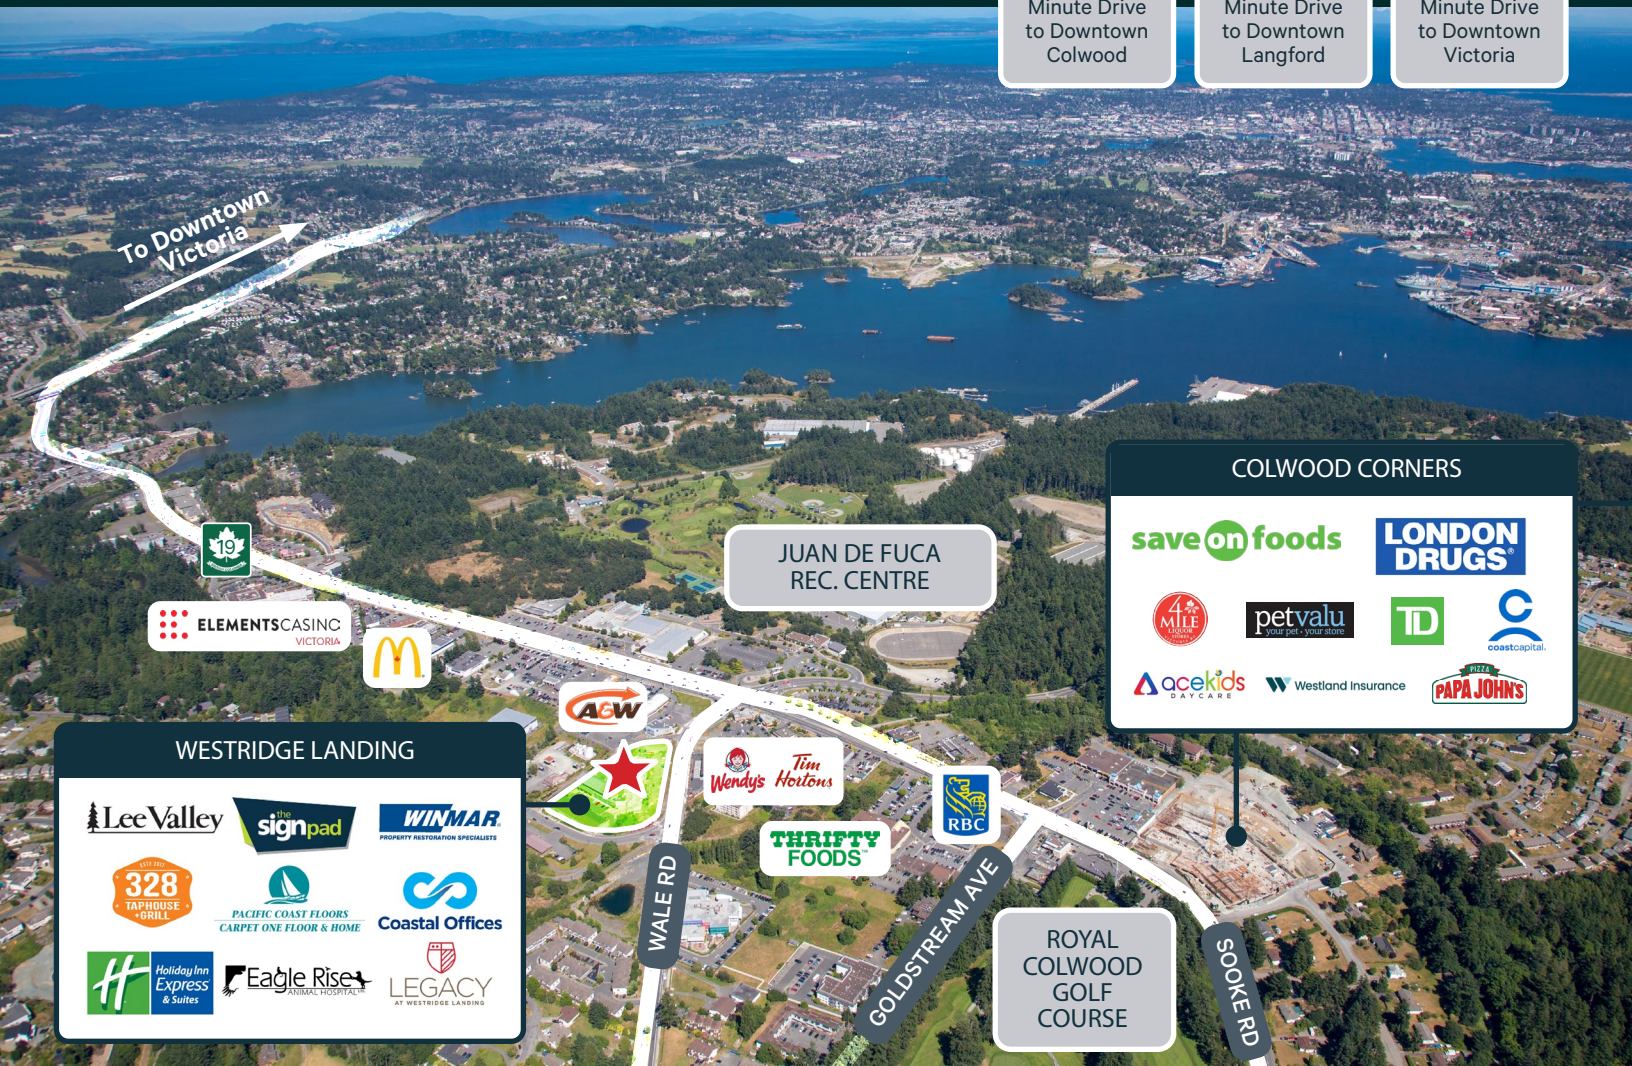 Minute Drive
to Downtown
Colwood
Minute Drive
to Downtown
Langford
Minute Drive
to Downtown
Victoria
To Downtown
Victoria
COLWOOD CORNERS
save on foods
LONDON
DRUGS®
4
MILE
LIQUOR
STORES
petvalu
your pet • your store
TD
coastcapital.
acekids
DAYCARE
Westland Insurance
PIZZA
PAPA JOHN'S
JUAN DE FUCA
REC. CENTRE
19
ELEMENTSCASINO
VICTORIA
A&W
Wendy's
Tim
Hortons
RBC
THRIFTY
FOODS™
WESTRIDGE LANDING
Lee Valley
the
signpad
WINMAR
PROPERTY RESTORATION SPECIALISTS
ESTD 2017
328
TAPHOUSE
+GRILL
PACIFIC COAST FLOORS
CARPET ONE FLOOR & HOME
Coastal Offices
H
Holiday Inn
Express®
& Suites
Eagle Rise
ANIMAL HOSPITAL
LEGACY
AT WESTRIDGE LANDING
WALE RD
GOLDSTREAM AVE
ROYAL
COLWOOD
GOLF
COURSE
SOOKE RD